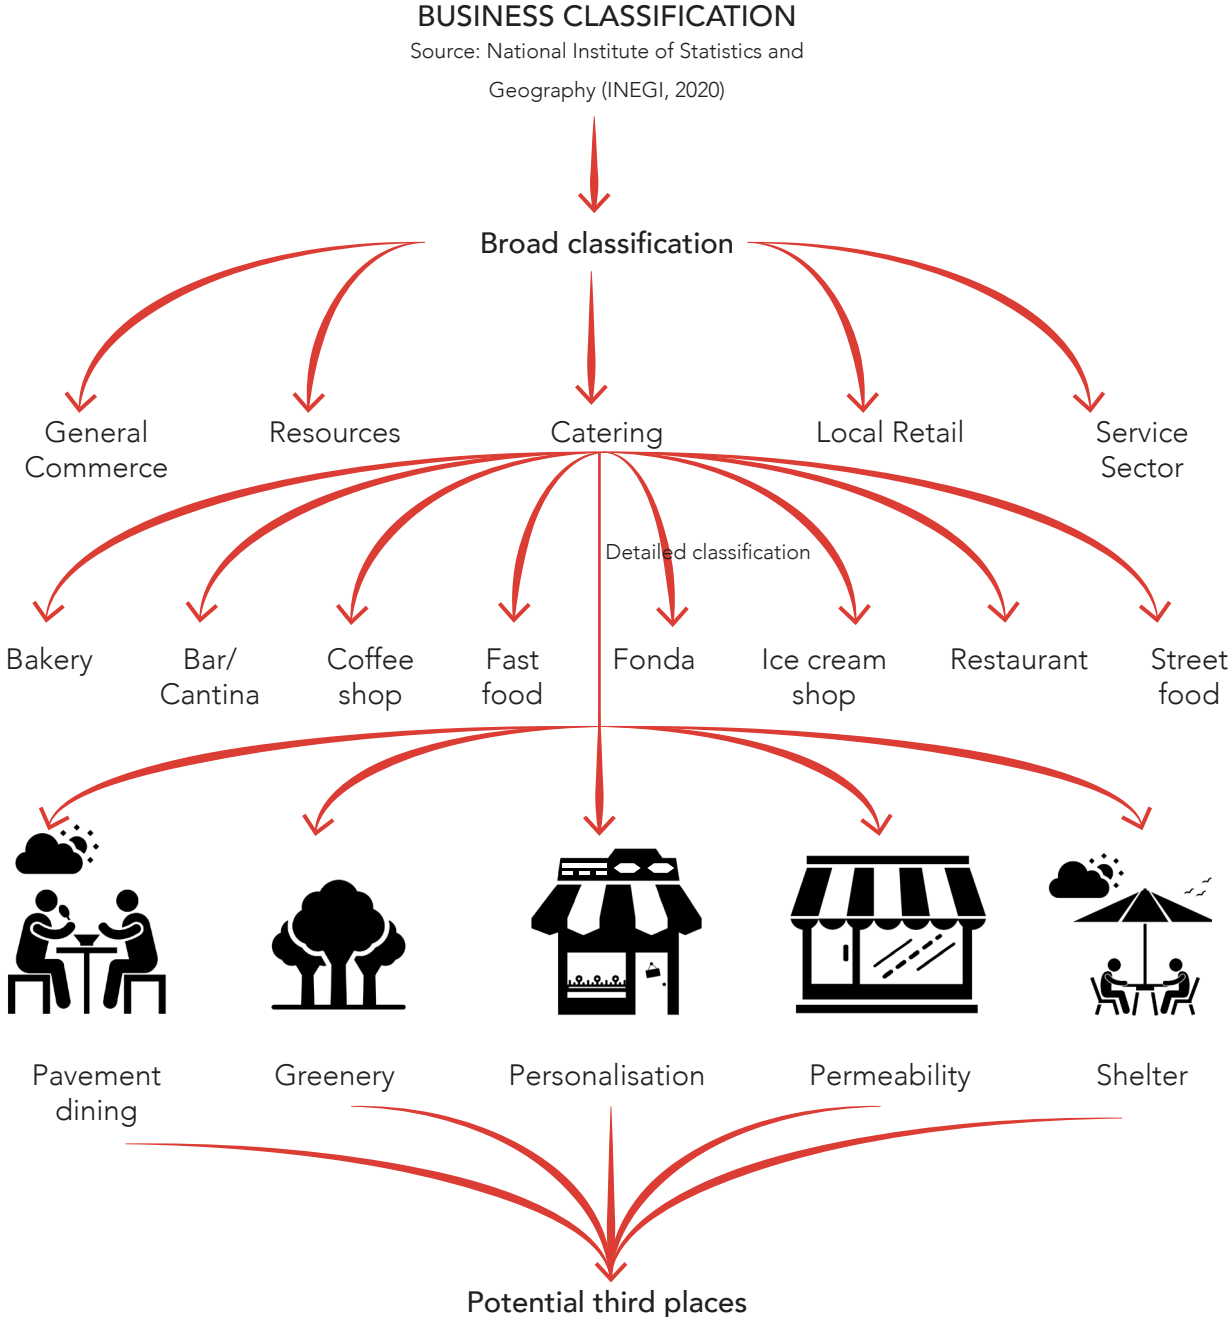 BUSINESS CLASSIFICATION
Source: National Institute of Statistics and
Geography (INEGI, 2020)
Broad classification
General
Commerce
Resources
Catering
Local Retail
Service
Sector
Detailed classification
Bakery
Bar/
Cantina
Coffee
shop
Fast
food
Fonda
Ice cream
shop
Restaurant
Street
food
Pavement
dining
Greenery
Personalisation
Permeability
Shelter
Potential third places